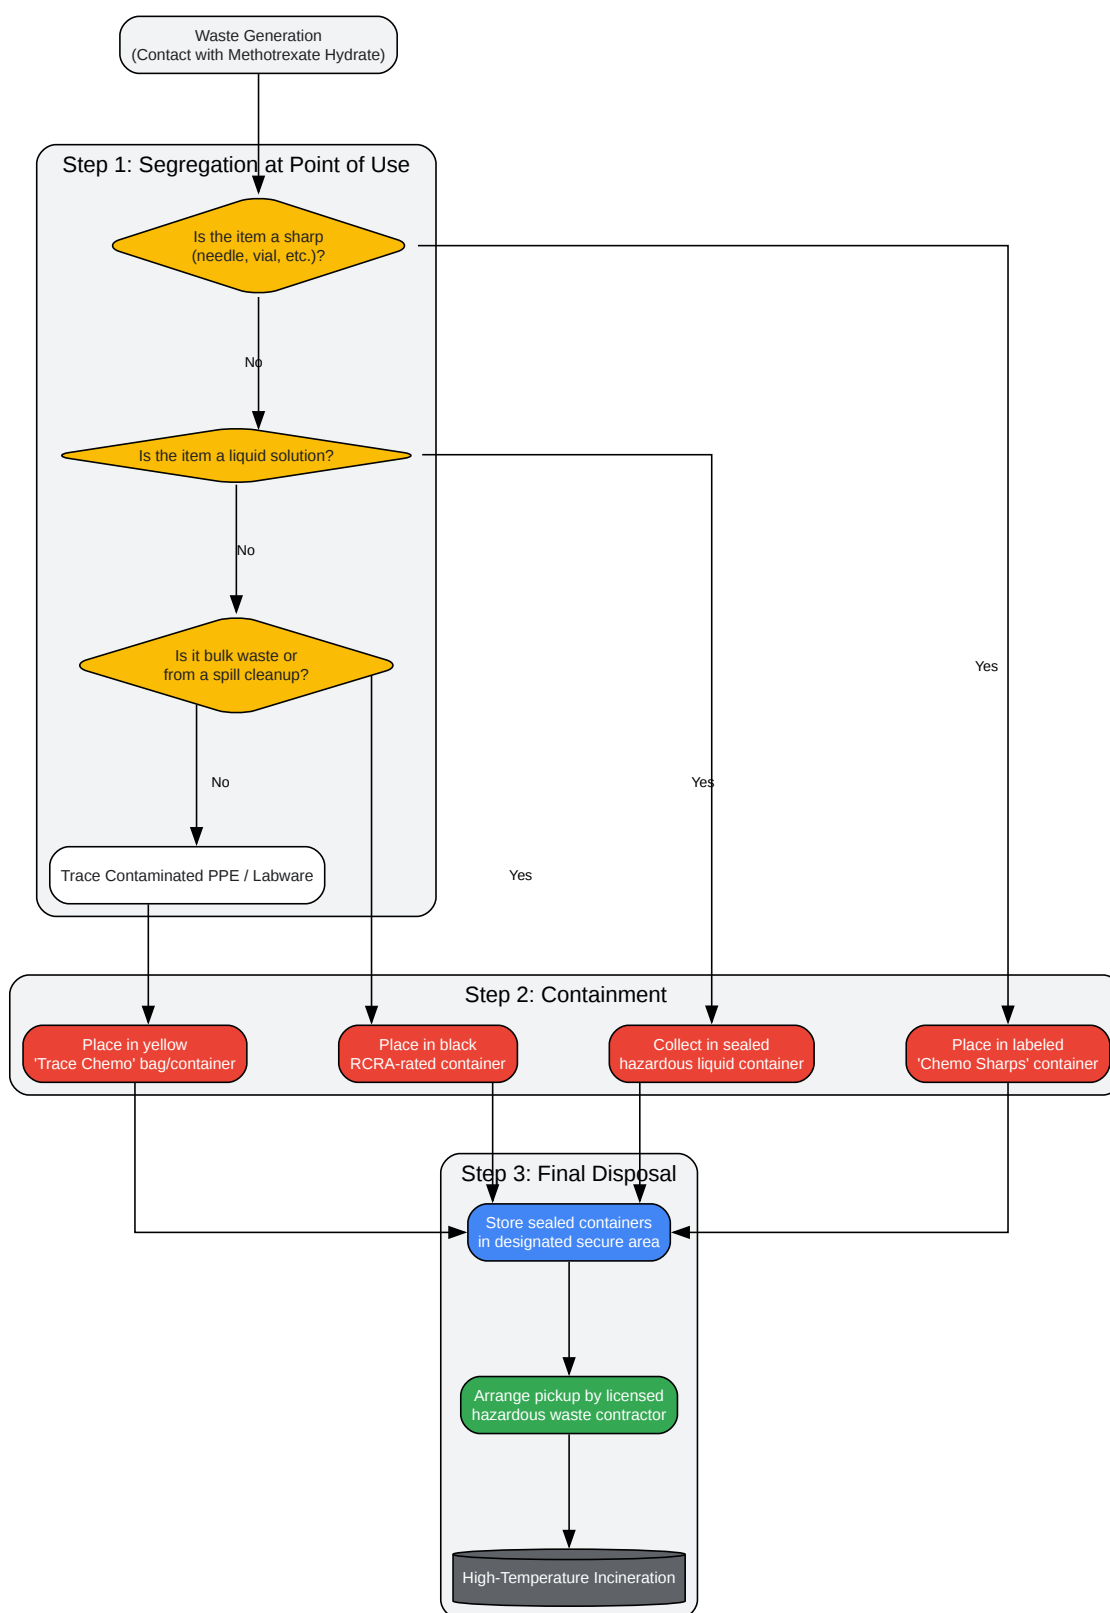 Waste Generation
(Contact with Methotrexate Hydrate)
Step 1: Segregation at Point of Use
Is the item a sharp
(needle, vial, etc.)?
No
Is the item a liquid solution?
No
Is it bulk waste or
from a spill cleanup?
Yes
No
Yes
Trace Contaminated PPE / Labware
Yes
Step 2: Containment
Place in yellow
'Trace Chemo' bag/container
Place in black
RCRA-rated container
Collect in sealed
hazardous liquid container
Place in labeled
'Chemo Sharps' container
Step 3: Final Disposal
Store sealed containers
in designated secure area
Arrange pickup by licensed
hazardous waste contractor
High-Temperature Incineration